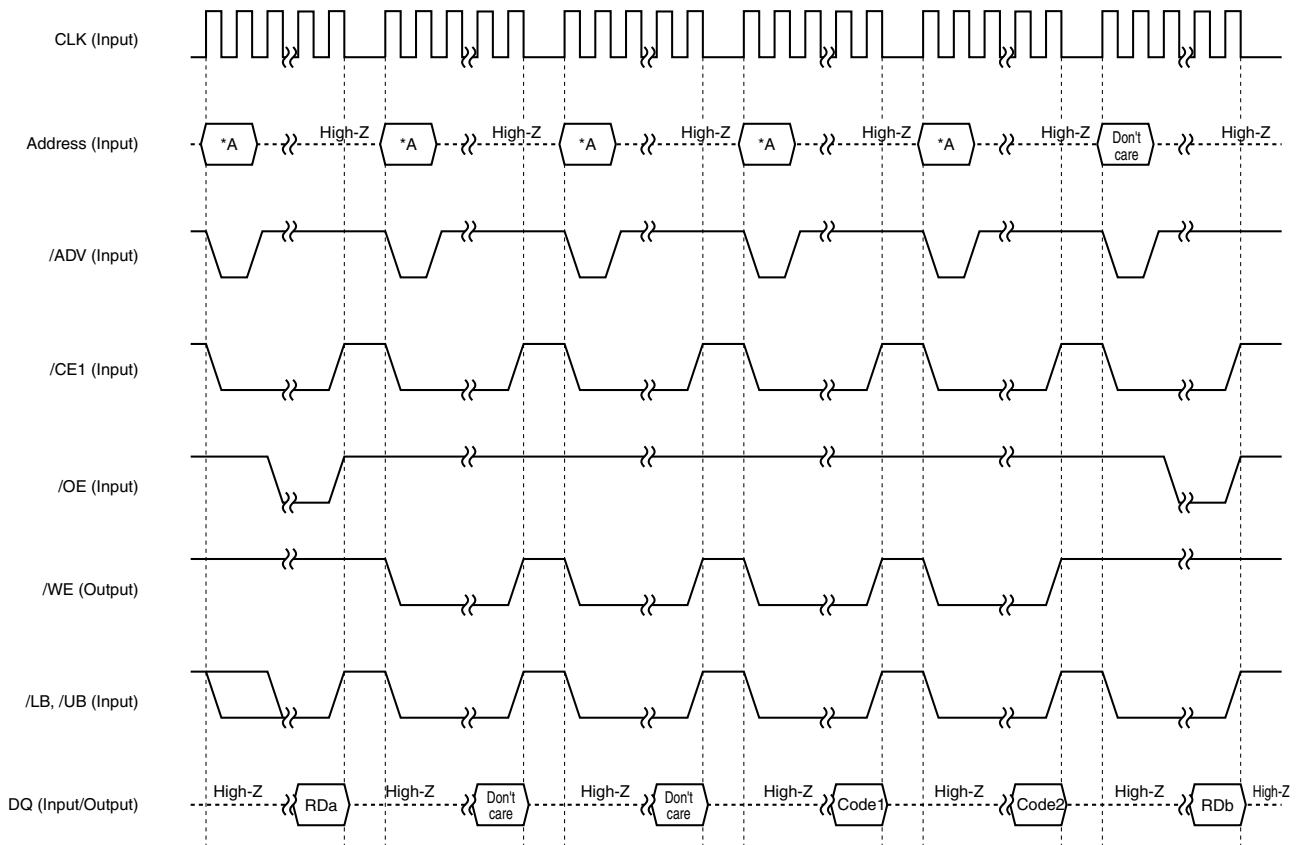 CLK (Input)
Address (Input) *A High-Z *A High-Z *A High-Z *A High-Z *A High-Z Don't care High-Z
/ADV (Input)
/CE1 (Input)
/OE (Input)
/WE (Output)
/LB, /UB (Input)
DQ (Input/Output) High-Z RDa High-Z Don't care High-Z Don't care High-Z Code1 High-Z Code2 High-Z RDb High-Z